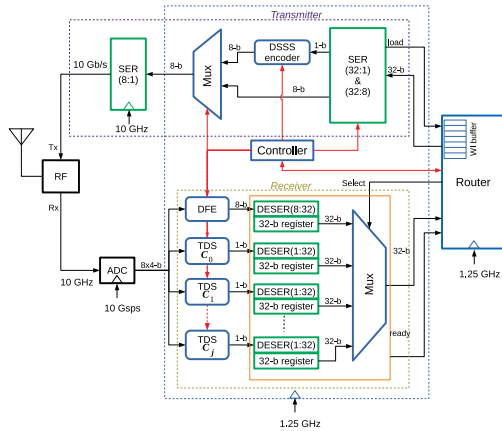 Transmitter
10 Gb/s
SER
(8:1)
10 GHz
8-b
Mux
8-b
DSSS
encoder
1-b
8-b
SER
(32:1)
&
(32:8)
load
32-b
WI buffer
Router
1.25 GHz
Controller
Tx
RF
Rx
10 GHz
ADC
10 Gsps
8x4-b
Receiver
Select
DFE
8-b
DESER(8:32)
32-b register
32-b
TDS
C0
1-b
DESER(1:32)
32-b register
32-b
TDS
C1
1-b
DESER(1:32)
32-b register
32-b
TDS
Cj
1-b
DESER(1:32)
32-b register
32-b
Mux
32-b
ready
1.25 GHz